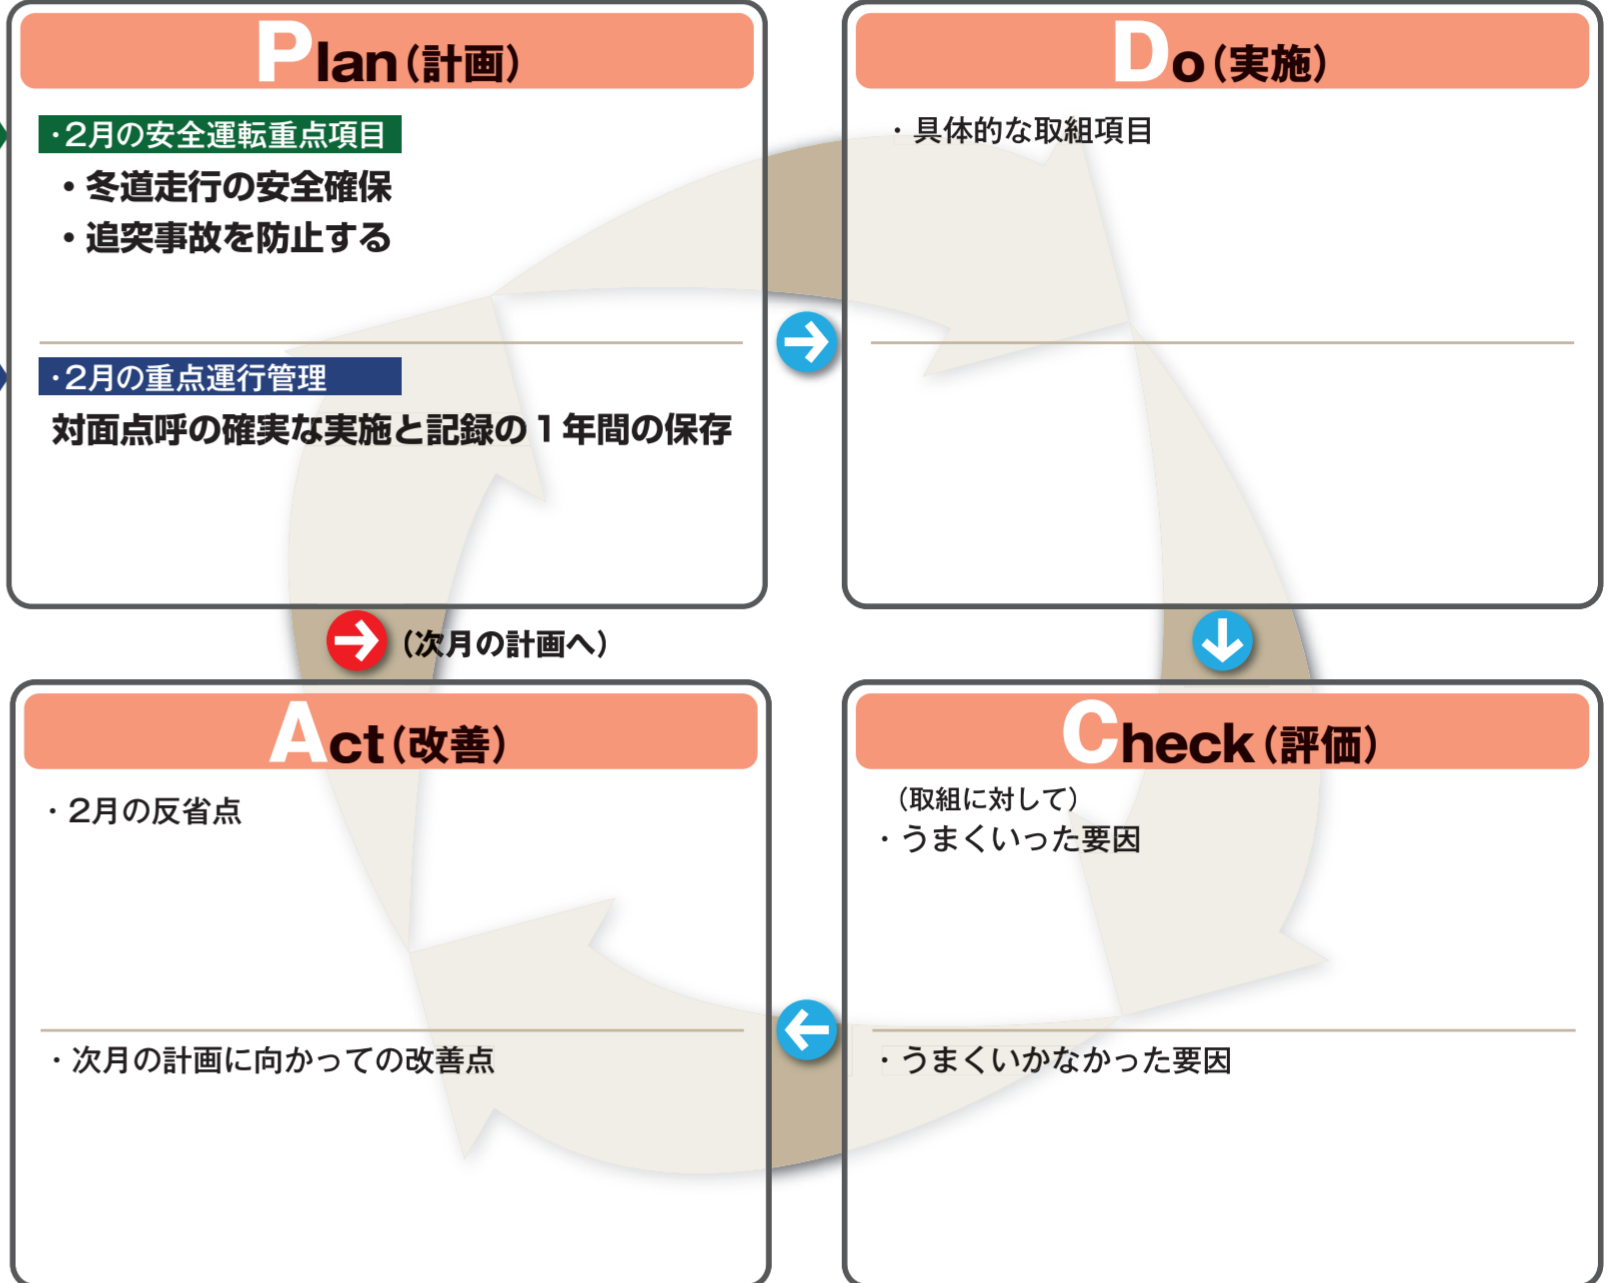 Plan(計画)
・2月の安全運転重点項目
・冬道走行の安全確保
・追突事故を防止する
・2月の重点運行管理
対面点呼の確実な実施と記録の1年間の保存
Do(実施)
・具体的な取組項目
(次月の計画へ)
Act(改善)
・2月の反省点
・次月の計画に向かっての改善点
Check(評価)
(取組に対して)
・うまくいった要因
・うまくいかなかった要因